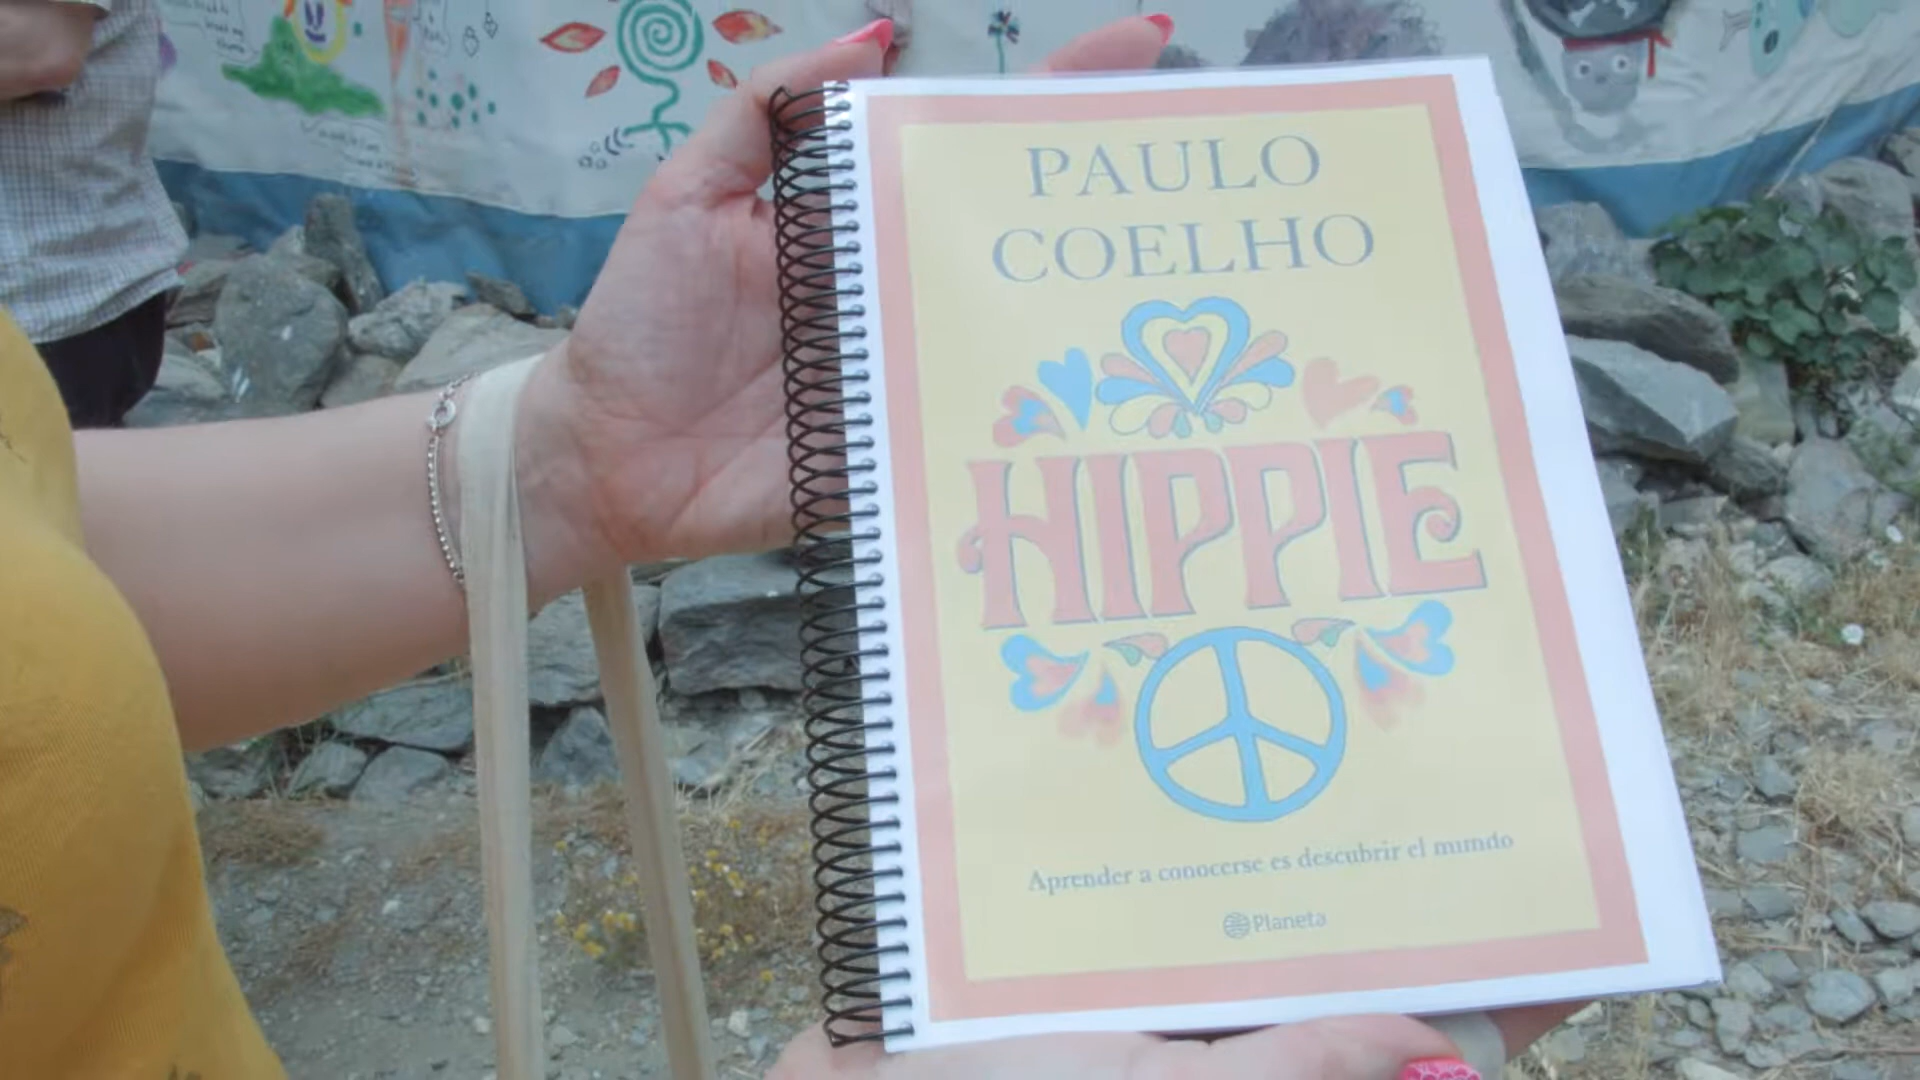 PAULO
COELHO
HIPPIE
Aprender a conocerse es descubrir el mundo
Planeta